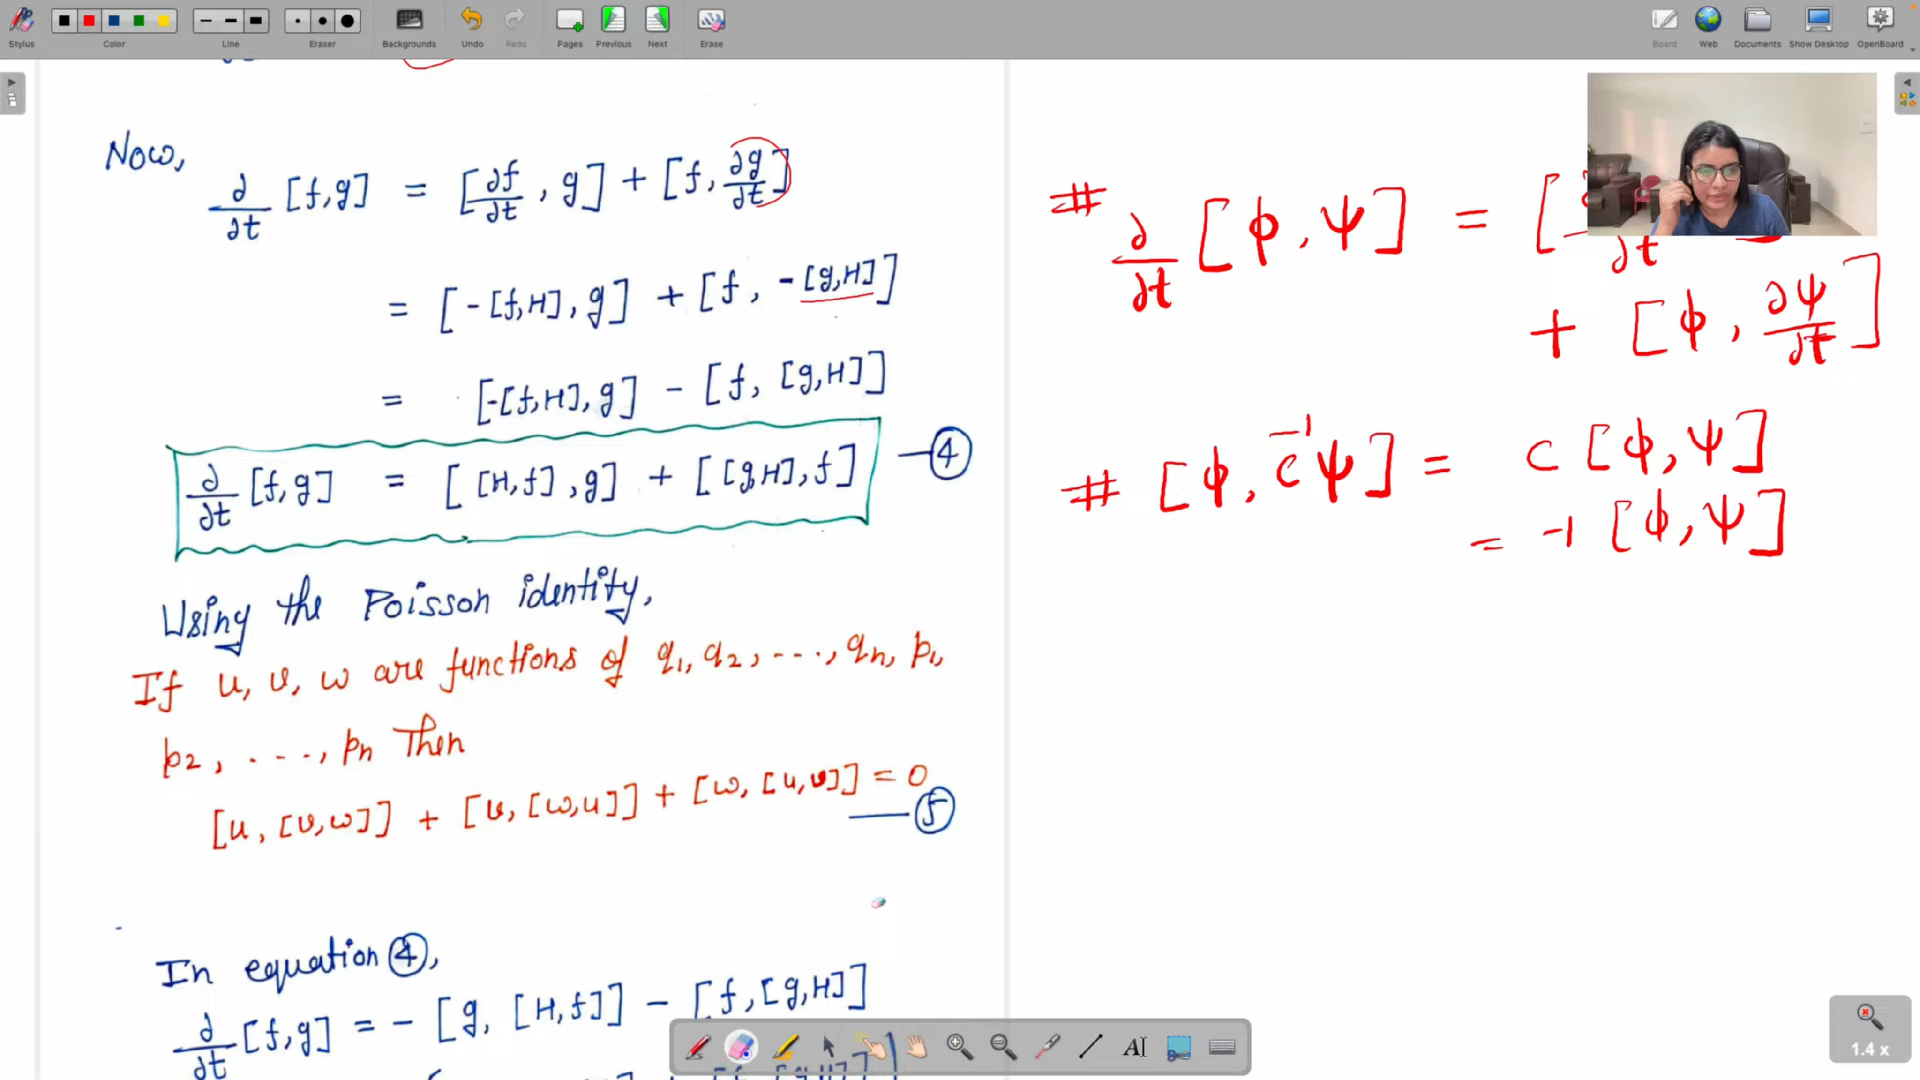 Stylus
Color
Line
Eraser
Backgrounds
Undo
Redo
Pages
Previous
Next
Erase
Board
Web
Documents
Show Desktop
OpenBoard
Now,
∂/∂t [f,g] = [∂f/∂t , g] + [f, ∂g/∂t]
= [-[f,H], g] + [f, -[g,H]]
= [-[f,H], g] - [f, [g,H]]
∂/∂t [f,g] = [[H,f], g] + [[g,H], f] —④
Using the Poisson identity,
If u, v, w are functions of q1, q2, ...., qn, p1,
p2, ....., pn Then
[u, [v,w]] + [v, [w,u]] + [w, [u,v]] = 0
—⑤
In equation ④,
∂/∂t [f,g] = - [g, [H,f]] - [f, [g,H]]
# ∂/∂t [ϕ, ψ] = [ ∂t
+ [ϕ, ∂ψ/∂t]
# [ϕ, c⁻¹ψ] = c [ϕ, ψ]
= -1 [ϕ, ψ]
1.4 x